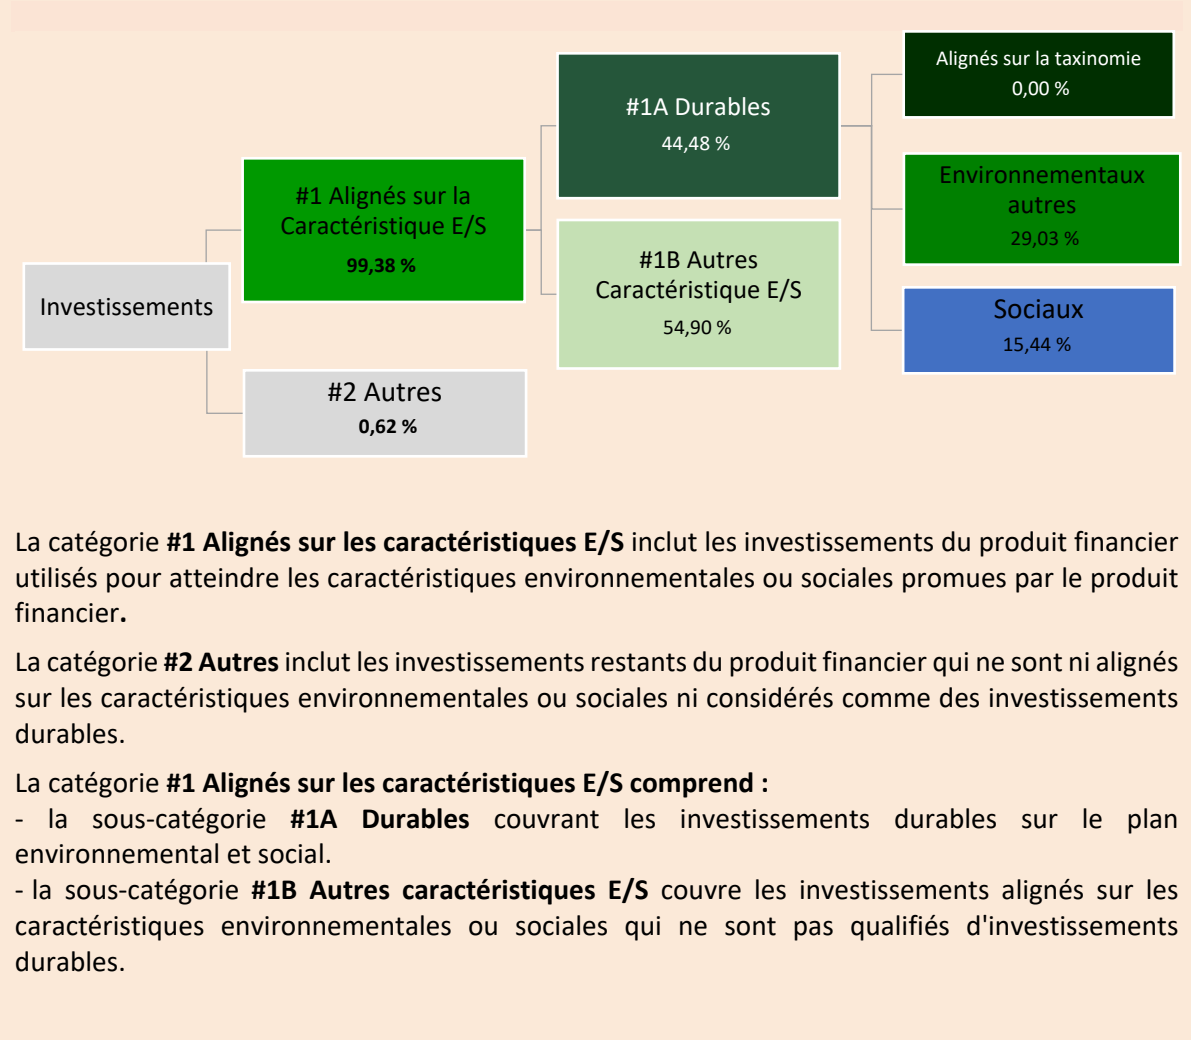 Alignés sur la taxinomie
0,00 %
#1A Durables
44,48 %
#1 Alignés sur la
Caractéristique E/S
99,38 %
Environnementaux
autres
29,03 %
#1B Autres
Caractéristique E/S
54,90 %
Investissements
Sociaux
15,44 %
#2 Autres
0,62 %
La catégorie #1 Alignés sur les caractéristiques E/S inclut les investissements du produit financier
utilisés pour atteindre les caractéristiques environnementales ou sociales promues par le produit
financier.
La catégorie #2 Autres inclut les investissements restants du produit financier qui ne sont ni alignés
sur les caractéristiques environnementales ou sociales ni considérés comme des investissements
durables.
La catégorie #1 Alignés sur les caractéristiques E/S comprend :
- la sous-catégorie #1A Durables couvrant les investissements durables sur le plan
environnemental et social.
- la sous-catégorie #1B Autres caractéristiques E/S couvre les investissements alignés sur les
caractéristiques environnementales ou sociales qui ne sont pas qualifiés d'investissements
durables.